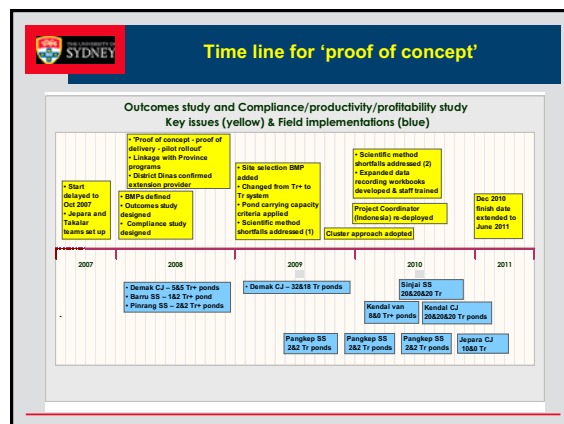 THE UNIVERSITY OF
SYDNEY
Time line for ‘proof of concept’
Outcomes study and Compliance/productivity/profitability study
Key issues (yellow) & Field implementations (blue)
• Start
delayed to
Oct 2007
• Jepara and
Takalar
teams set up
• 'Proof of concept - proof of
delivery - pilot rollout'
• Linkage with Province
programs
• District Dinas confirmed
extension provider
• BMPs defined
• Outcomes study
designed
• Compliance study
designed
• Site selection BMP
added
• Changed from Tr+ to
Tr system
• Pond carrying capacity
criteria applied
• Scientific method
shortfalls addressed (1)
• Scientific method
shortfalls addressed (2)
• Expanded data
recording workbooks
developed & staff trained
Project Coordinator
(Indonesia) re-deployed
Cluster approach adopted
Dec 2010
finish date
extended to
June 2011
2007
2008
2009
2010
2011
• Demak CJ – 5&5 Tr+ ponds
• Barru SS – 1&2 Tr+ pond
• Pinrang SS – 2&2 Tr+ ponds
• Demak CJ – 32&18 Tr ponds
Sinjai SS
20&20&20 Tr
Kendal van
8&0 Tr+ ponds
Kendal CJ
20&20&20 Tr ponds
Pangkep SS
2&2 Tr ponds
Pangkep SS
2&2 Tr ponds
Pangkep SS
2&2 Tr ponds
Jepara CJ
10&0 Tr